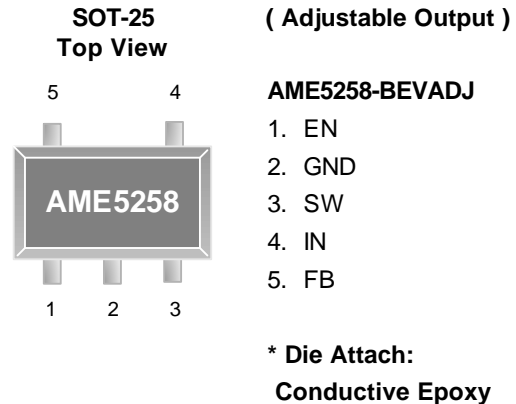 SOT-25
Top View
5 4
AME5258
1 2 3
( Adjustable Output )
AME5258-BEVADJ
1. EN
2. GND
3. SW
4. IN
5. FB
* Die Attach:
Conductive Epoxy